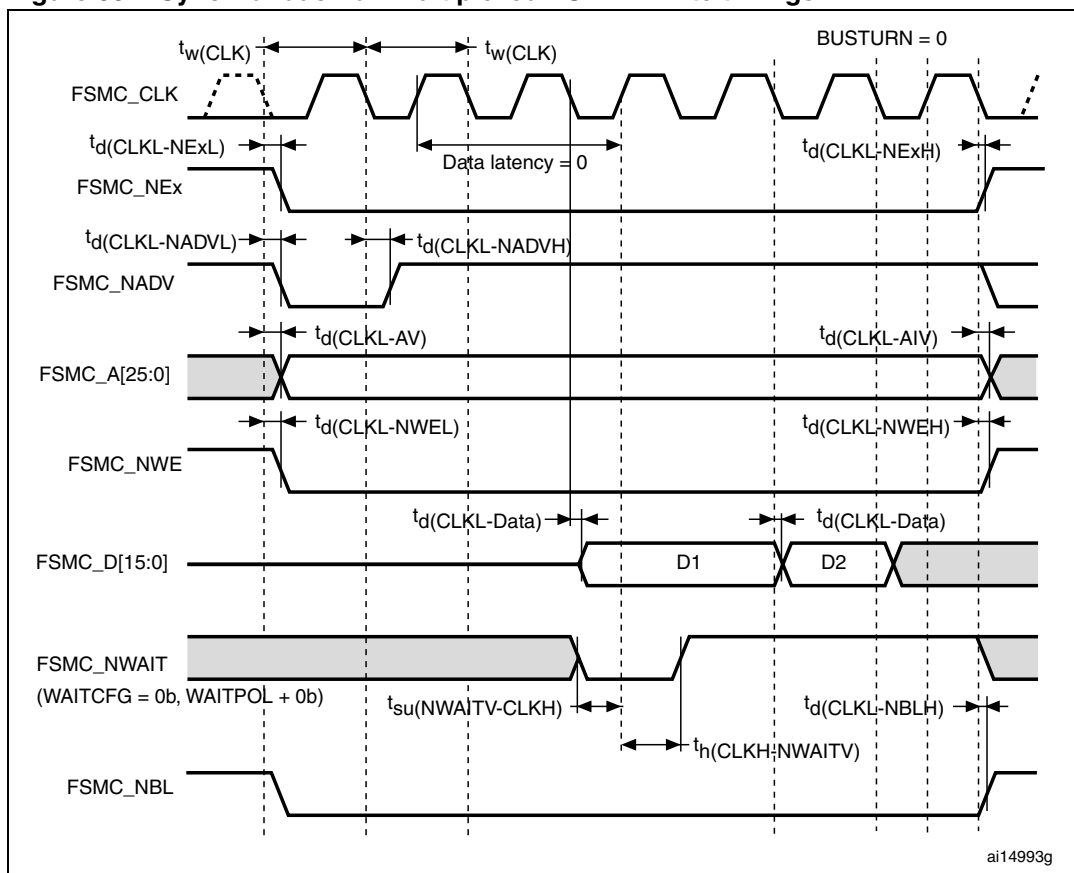 BUSTURN = 0
tw(CLK)
tw(CLK)
FSMC_CLK
td(CLKL-NExL)
Data latency = 0
td(CLKL-NExH)
FSMC_NEx
td(CLKL-NADVL)
td(CLKL-NADVH)
FSMC_NADV
td(CLKL-AV)
td(CLKL-AIV)
FSMC_A[25:0]
td(CLKL-NWEL)
td(CLKL-NWEH)
FSMC_NWE
td(CLKL-Data)
td(CLKL-Data)
FSMC_D[15:0]
D1
D2
FSMC_NWAIT
(WAITCFG = 0b, WAITPOL + 0b)
tsu(NWAITV-CLKH)
td(CLKL-NBLH)
th(CLKH-NWAITV)
FSMC_NBL
ai14993g